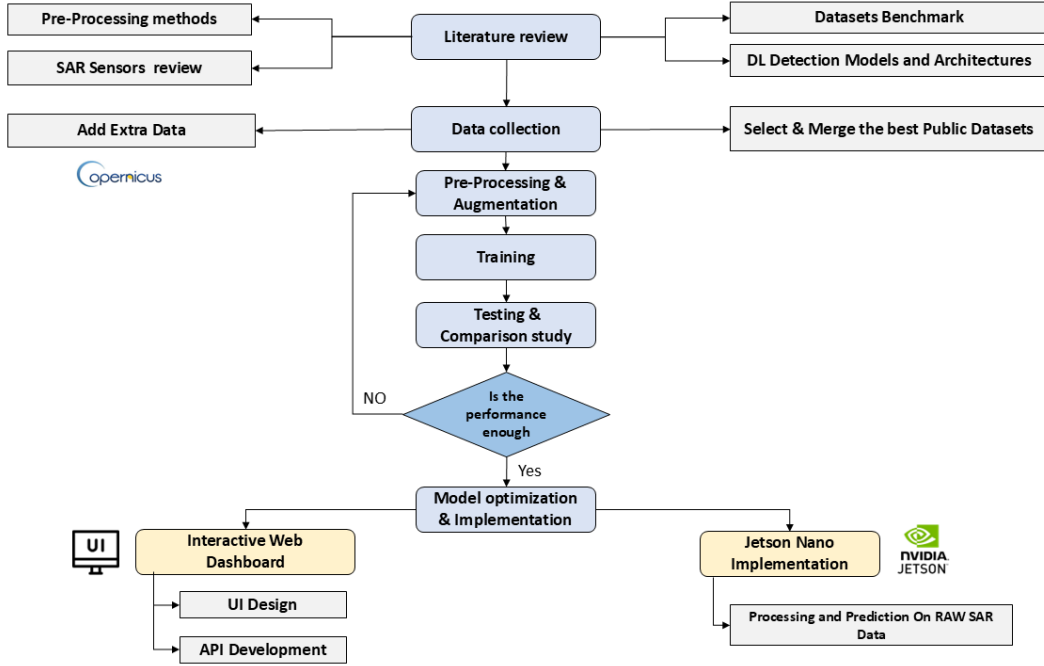 Pre-Processing methods
Literature review
Datasets Benchmark
SAR Sensors review
DL Detection Models and Architectures
Add Extra Data
Data collection
Select & Merge the best Public Datasets
opernicus
Pre-Processing &
Augmentation
Training
Testing &
Comparison study
Is the
performance
enough
NO
Yes
Model optimization
& Implementation
UI
Interactive Web
Dashboard
Jetson Nano
Implementation
NVIDIA.
JETSON
UI Design
API Development
Processing and Prediction On RAW SAR
Data